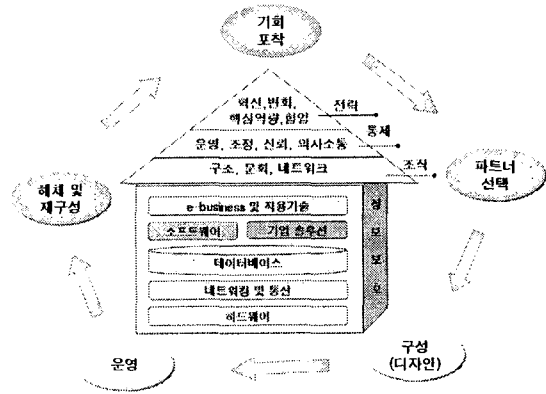 기회
포착
혁신, 변화,
핵심역량, 협업
전략
운영, 조정, 신뢰, 의사소통
통제
구조, 문화, 네트워크
조직
파트너
선택
해체 및
재구성
e-business 및 적용기술
소프트웨어
기업 솔루션
데이터베이스
네트워킹 및 통신
하드웨어
정
보
보
호
운영
구성
(디자인)